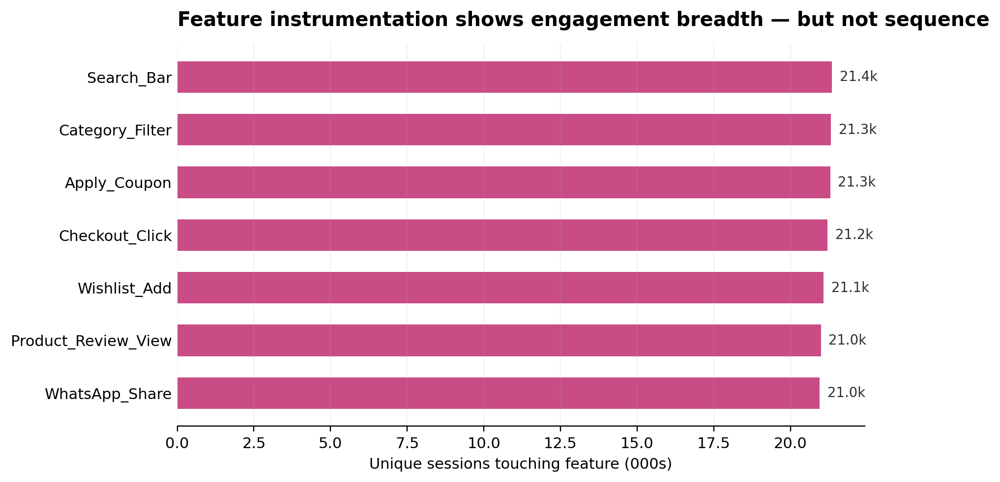 Feature instrumentation shows engagement breadth — but not sequence
Search_Bar 21.4k
Category_Filter 21.3k
Apply_Coupon 21.3k
Checkout_Click 21.2k
Wishlist_Add 21.1k
Product_Review_View 21.0k
WhatsApp_Share 21.0k
0.0 2.5 5.0 7.5 10.0 12.5 15.0 17.5 20.0
Unique sessions touching feature (000s)